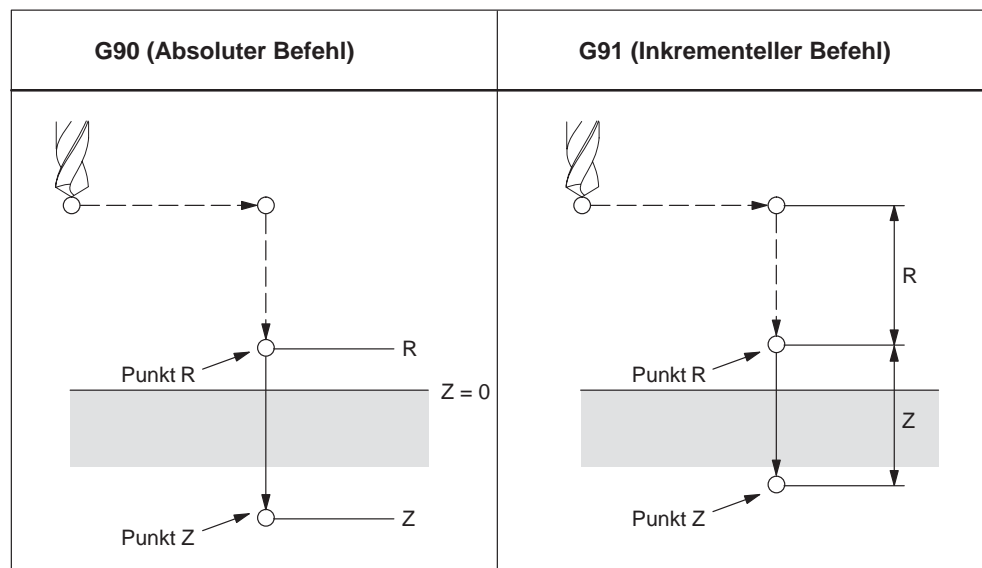 G90 (Absoluter Befehl)
G91 (Inkrementeller Befehl)
R
Punkt R
Z = 0
Punkt Z
Z
R
Punkt R
Z
Punkt Z